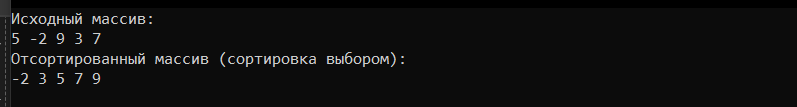 Исходный массив:
5 -2 9 3 7
Отсортированный массив (сортировка выбором):
-2 3 5 7 9